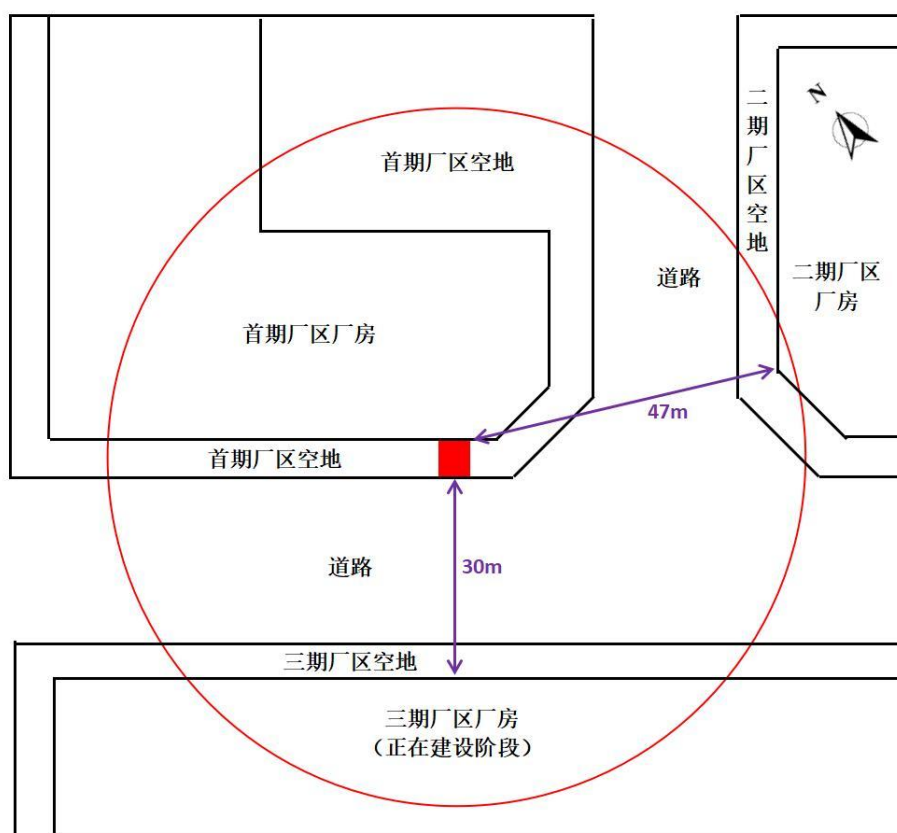 N
二期厂区空地
首期厂区空地
道路
二期厂区
厂房
首期厂区厂房
47m
首期厂区空地
道路
30m
三期厂区空地
三期厂区厂房
（正在建设阶段）